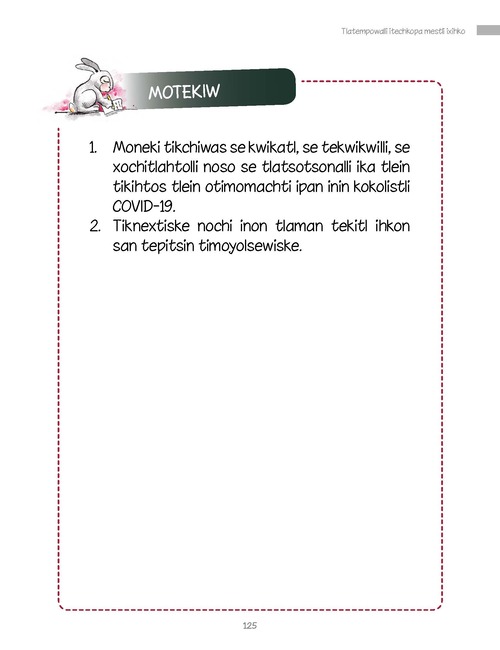 Tlatempowalli itechkopa mestli ixihko
MOTEKIW
1. Moneki tikchiwas se kwikatl, se tekwikwilli, se
xochitlahtolli noso se tlatsotsonalli ika tlein
tikihtos tlein otimomachti ipan inin kokolistli
COVID-19.
2. Tiknextiske nochi inon tlaman tekitl ihkon
san tepitsin timoyolsewiske.
125